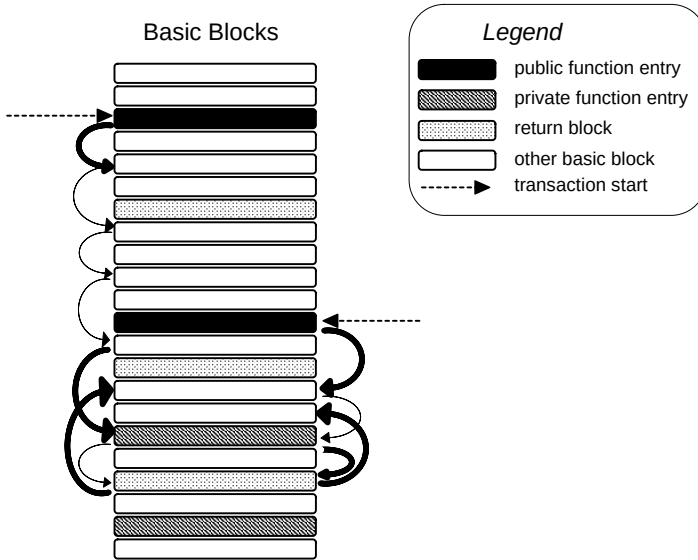 Basic Blocks
Legend
public function entry
private function entry
return block
other basic block
transaction start